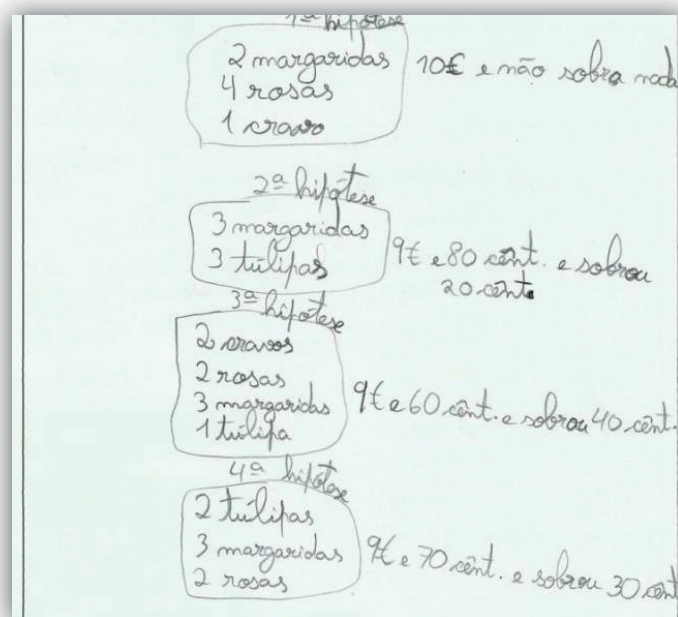 1ª hipótese
2 margaridas
4 rosas
1 cravo
10€ e não sobra nada
2ª hipótese
3 margaridas
3 túlipas
9€ e 80 cênt. e sobrou
20 cênt.
3ª hipótese
2 cravos
2 rosas
3 margaridas
1 túlipa
9€ e 60 cênt. e sobrou 40 cênt.
4ª hipótese
2 túlipas
3 margaridas
2 rosas
9€ e 70 cênt. e sobrou 30 cênt